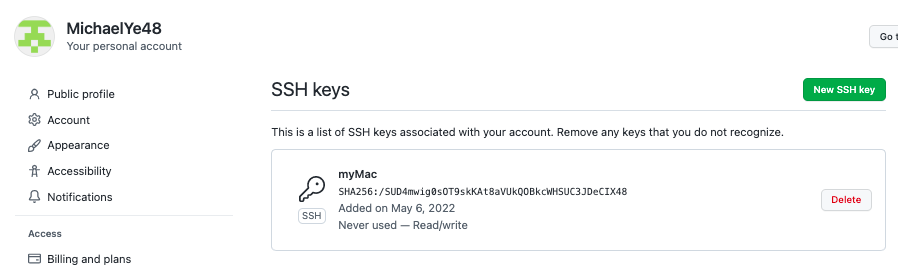 MichaelYe48
Your personal account
Go t
Public profile
Account
Appearance
Accessibility
Notifications
Access
Billing and plans
SSH keys
New SSH key
This is a list of SSH keys associated with your account. Remove any keys that you do not recognize.
myMac
SHA256:/SUD4mwig0sOT9skKAt8aVUkQOBkcWHSUC3JDeCIX48
Added on May 6, 2022
Never used — Read/write
SSH
Delete